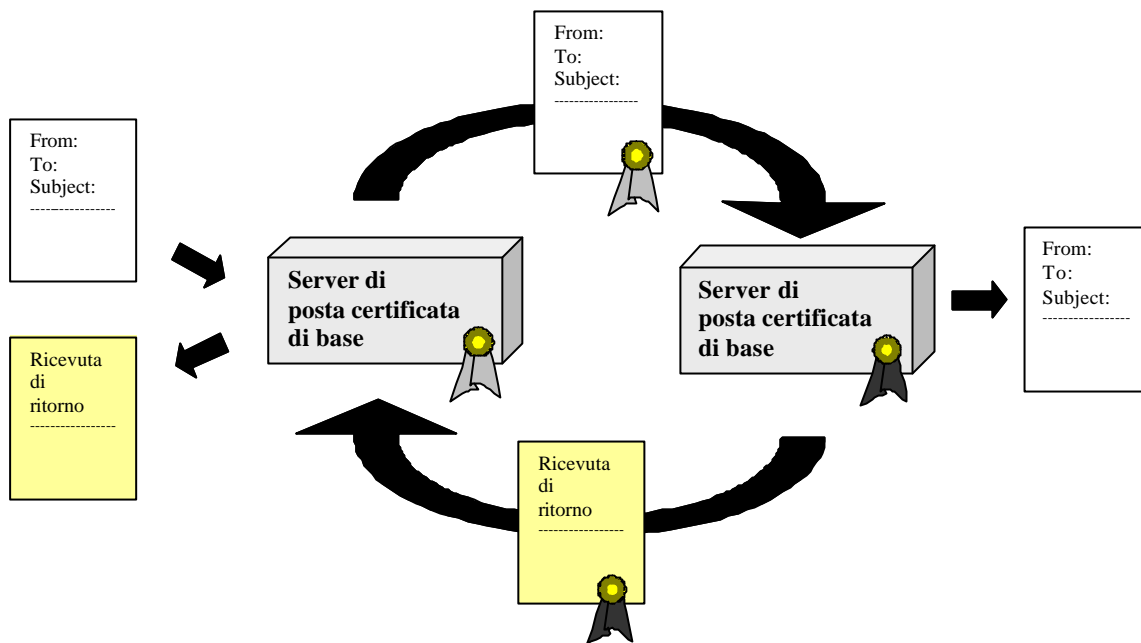 From:
To:
Subject:
-----------------
From:
To:
Subject:
-----------------
Server di
posta certificata
di base
Server di
posta certificata
di base
From:
To:
Subject:
-----------------
Ricevuta
di
ritorno
-----------------
Ricevuta
di
ritorno
-----------------